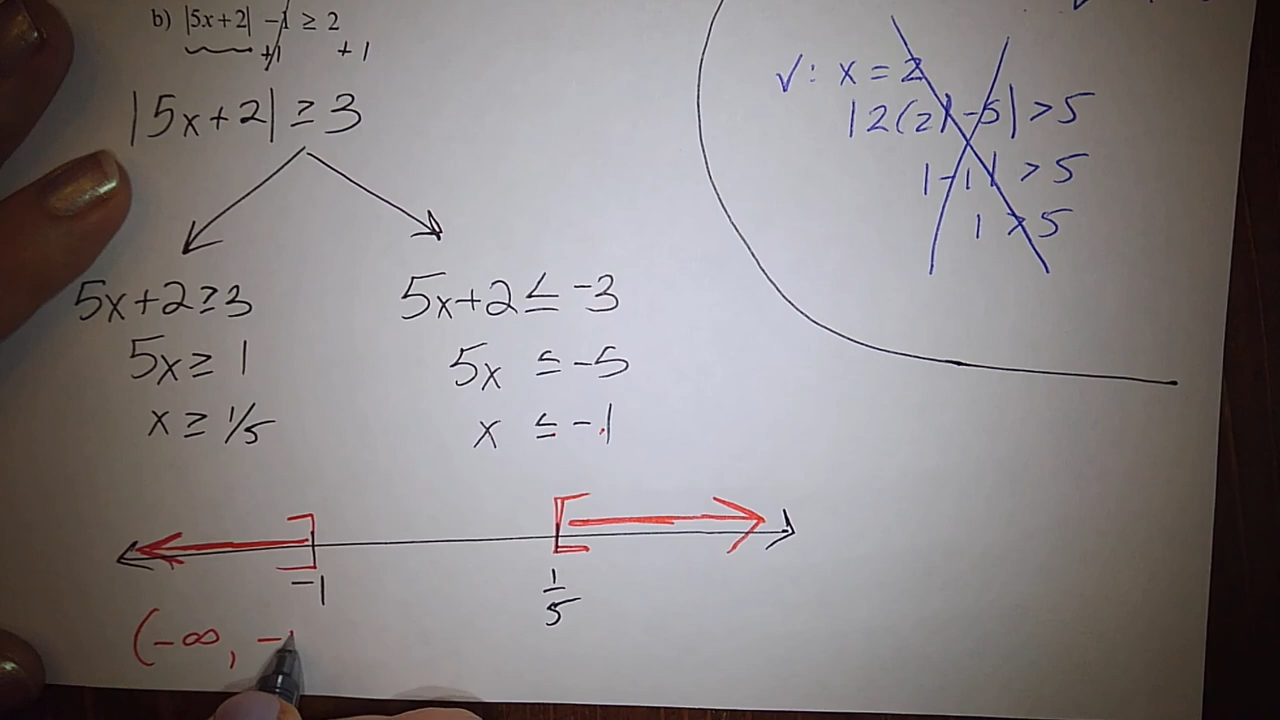 b) |5x+2| -1 ≥ 2
+1 +1
|5x+2| ≥ 3
5x+2≥3
5x≥ 1
x ≥ 1/5
5x+2 ≤ -3
5x ≤ -5
x ≤ -1
-1
1
5
(-∞, -
√: x = 2
|2(2)-5| >5
|-1| >5
1 >5